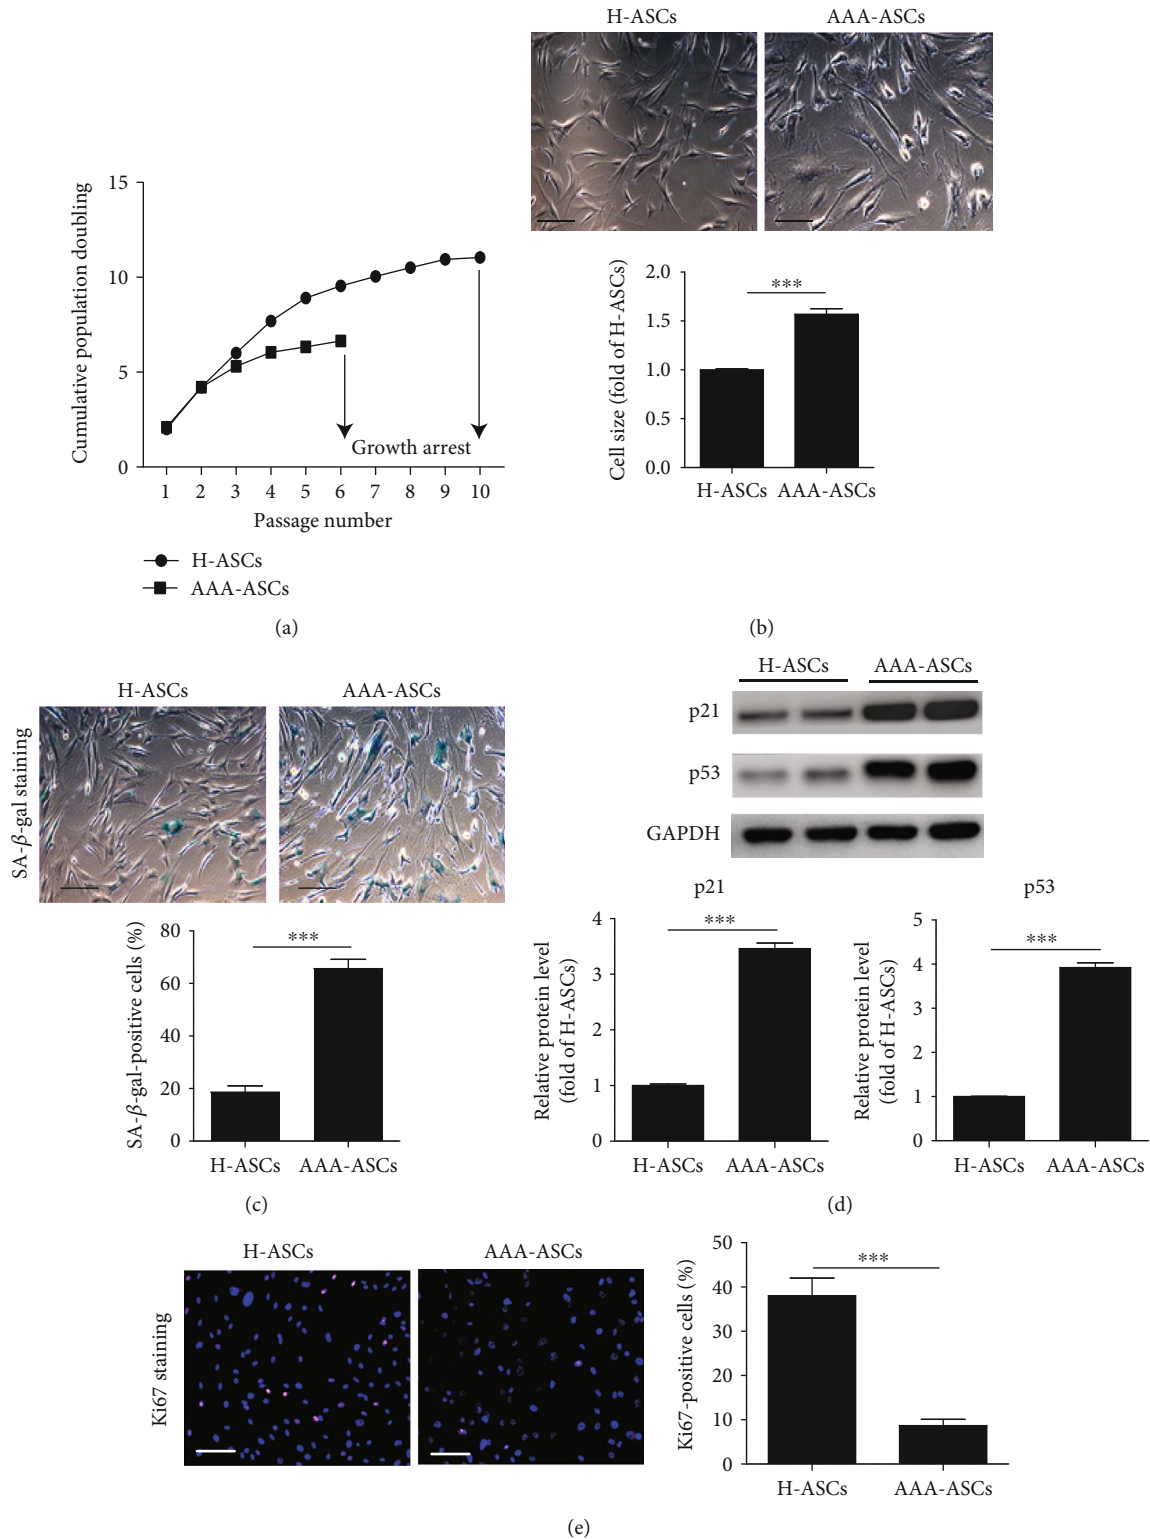 15
10
5
0
Cumulative population doubling
Growth arrest
1 2 3 4 5 6 7 8 9 10
Passage number
H-ASCs
AAA-ASCs
(a)
H-ASCs AAA-ASCs
2.0
1.5
1.0
0.5
0.0
Cell size (fold of H-ASCs)
***
H-ASCs AAA-ASCs
(b)
H-ASCs AAA-ASCs
SA-β-gal staining
80
60
40
20
0
SA-β-gal-positive cells (%)
***
H-ASCs AAA-ASCs
(c)
H-ASCs AAA-ASCs
p21
p53
GAPDH
p21
4
3
2
1
0
Relative protein level
(fold of H-ASCs)
***
H-ASCs AAA-ASCs
p53
5
4
3
2
1
0
Relative protein level
(fold of H-ASCs)
***
H-ASCs AAA-ASCs
(d)
H-ASCs AAA-ASCs
Ki67 staining
50
40
30
20
10
0
Ki67-positive cells (%)
***
H-ASCs AAA-ASCs
(e)